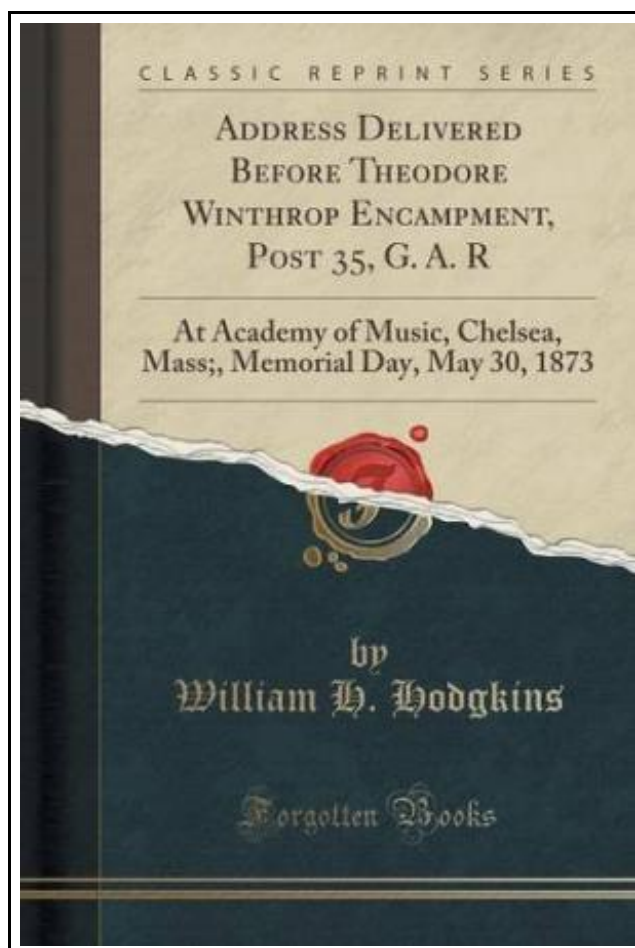 CLASSIC REPRINT SERIES
ADDRESS DELIVERED
BEFORE THEODORE
WINTHROP ENCAMPMENT,
POST 35, G. A. R
At Academy of Music, Chelsea,
Mass;, Memorial Day, May 30, 1873
F
by
William H. Hodgkins
Forgotten Books